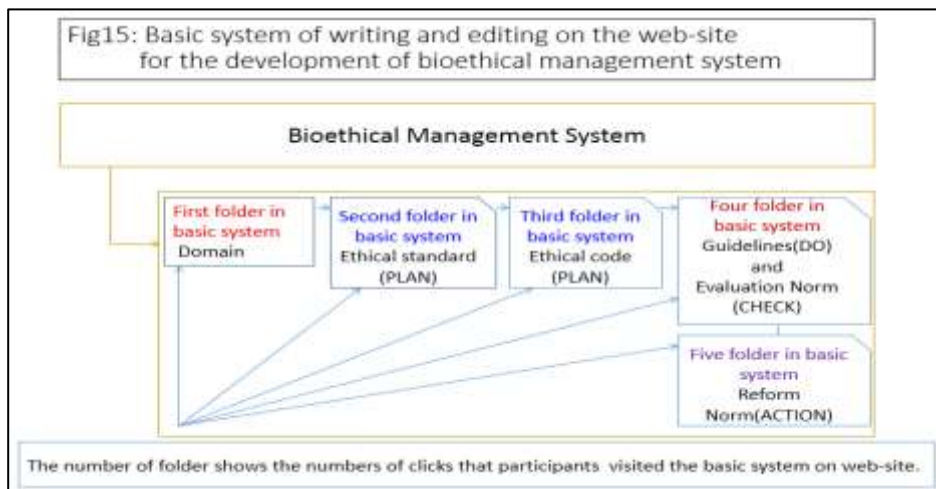 Fig15: Basic system of writing and editing on the web-site
for the development of bioethical management system
Bioethical Management System
First folder in
basic system
Domain
Second folder in
basic system
Ethical standard
(PLAN)
Third folder in
basic system
Ethical code
(PLAN)
Four folder in
basic system
Guidelines(DO)
and
Evaluation Norm
(CHECK)
Five folder in basic
system
Reform
Norm(ACTION)
The number of folder shows the numbers of clicks that participants visited the basic system on web-site.